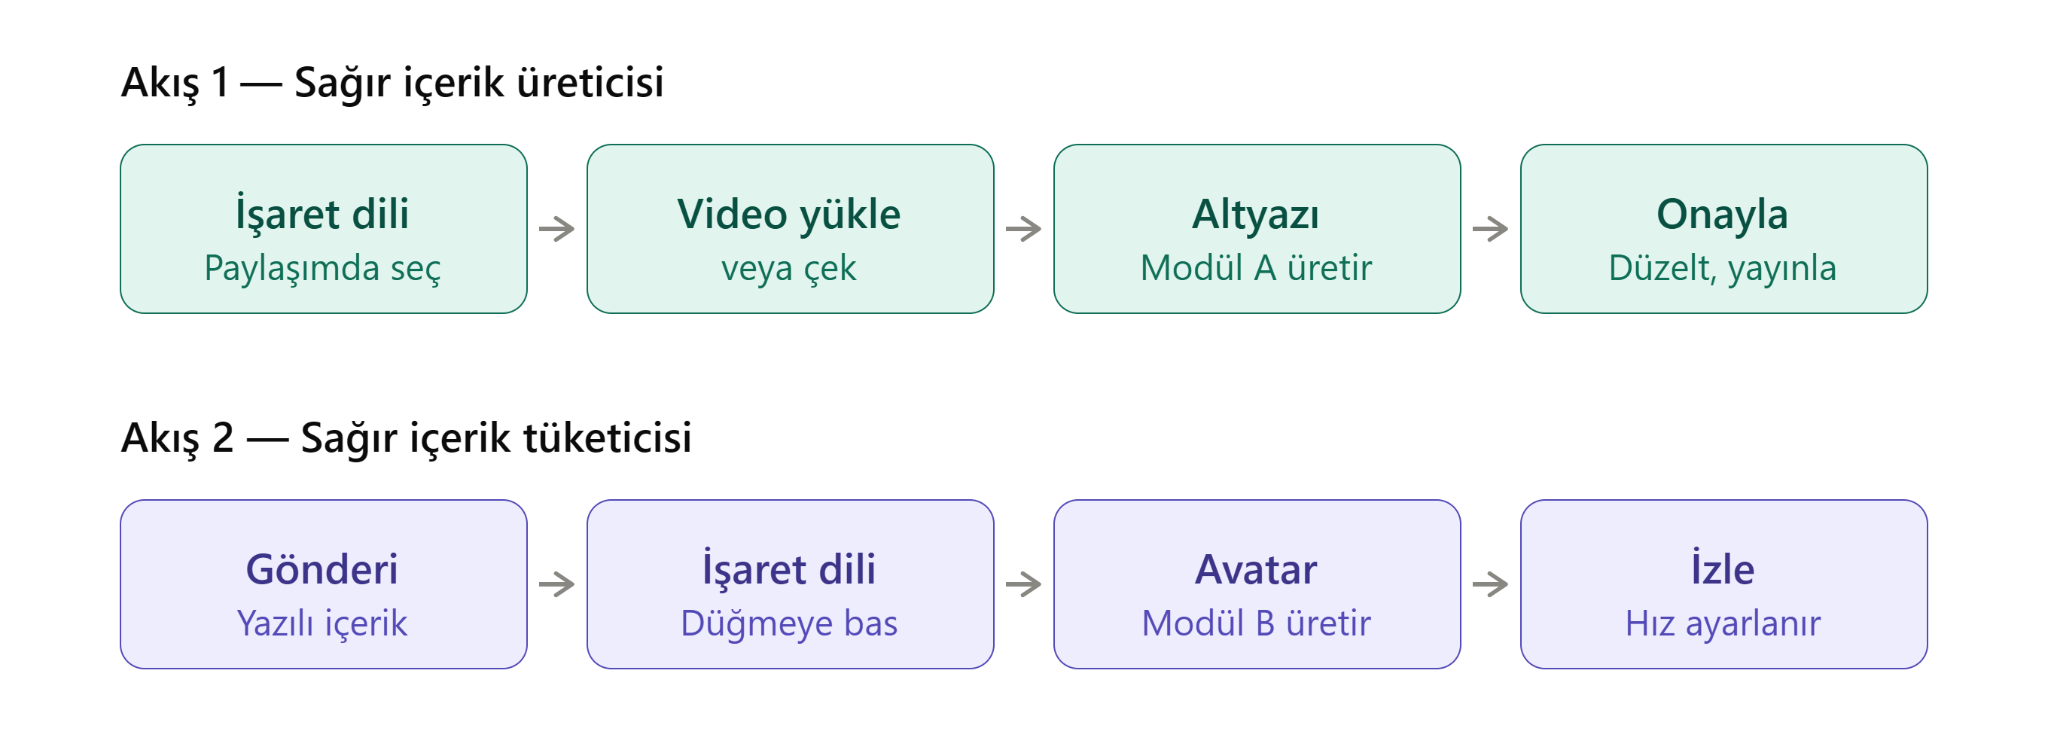 Akış 1 — Sağır içerik üreticisi
İşaret dili
Paylaşımda seç
Video yükle
veya çek
Altyazı
Modül A üretir
Onayla
Düzelt, yayınla
Akış 2 — Sağır içerik tüketicisi
Gönderi
Yazılı içerik
İşaret dili
Düğmeye bas
Avatar
Modül B üretir
İzle
Hız ayarlanır